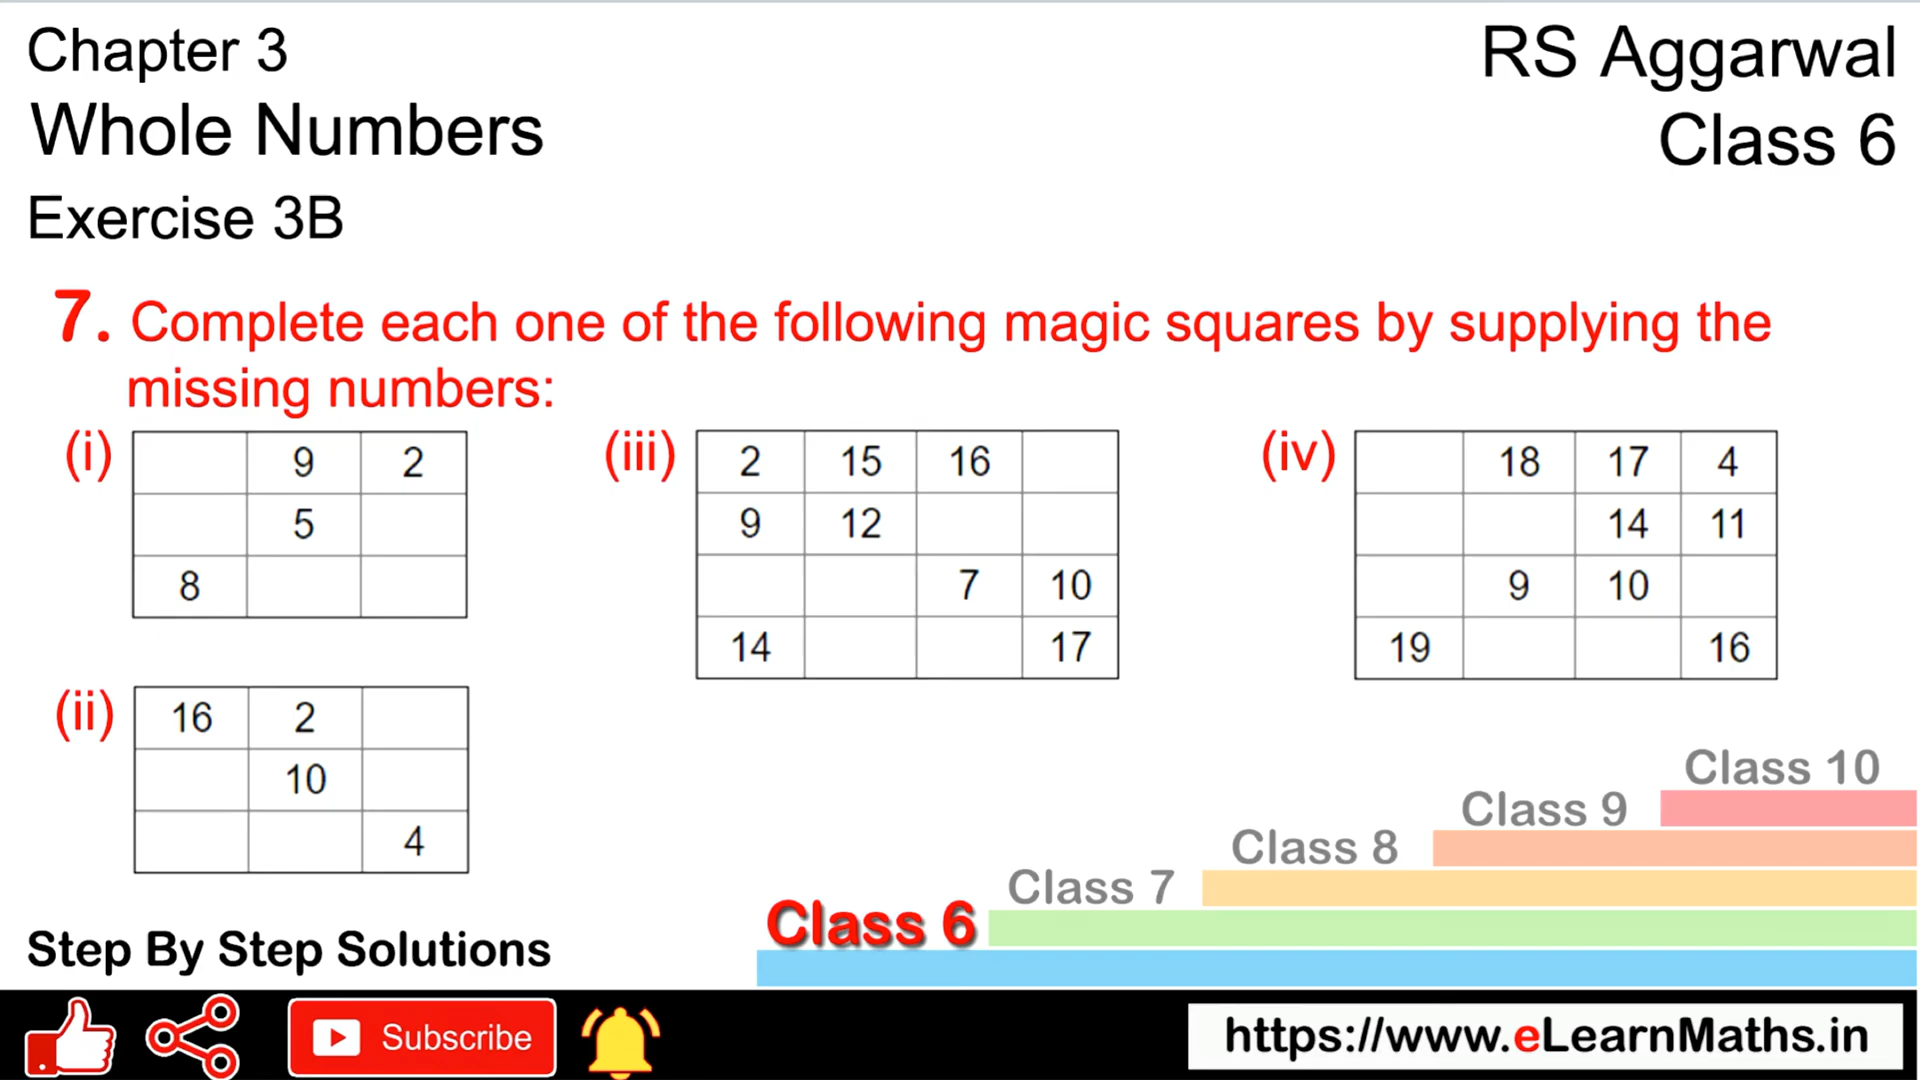 Chapter 3
RS Aggarwal
Whole Numbers
Class 6
Exercise 3B
7. Complete each one of the following magic squares by supplying the
missing numbers:
(i)
9 2
5
8
(ii)
16 2
10
4
(iii)
2 15 16
9 12
7 10
14 17
(iv)
18 17 4
14 11
9 10
19 16
Class 10
Class 9
Class 8
Class 7
Class 6
Step By Step Solutions
Subscribe
https://www.eLearnMaths.in